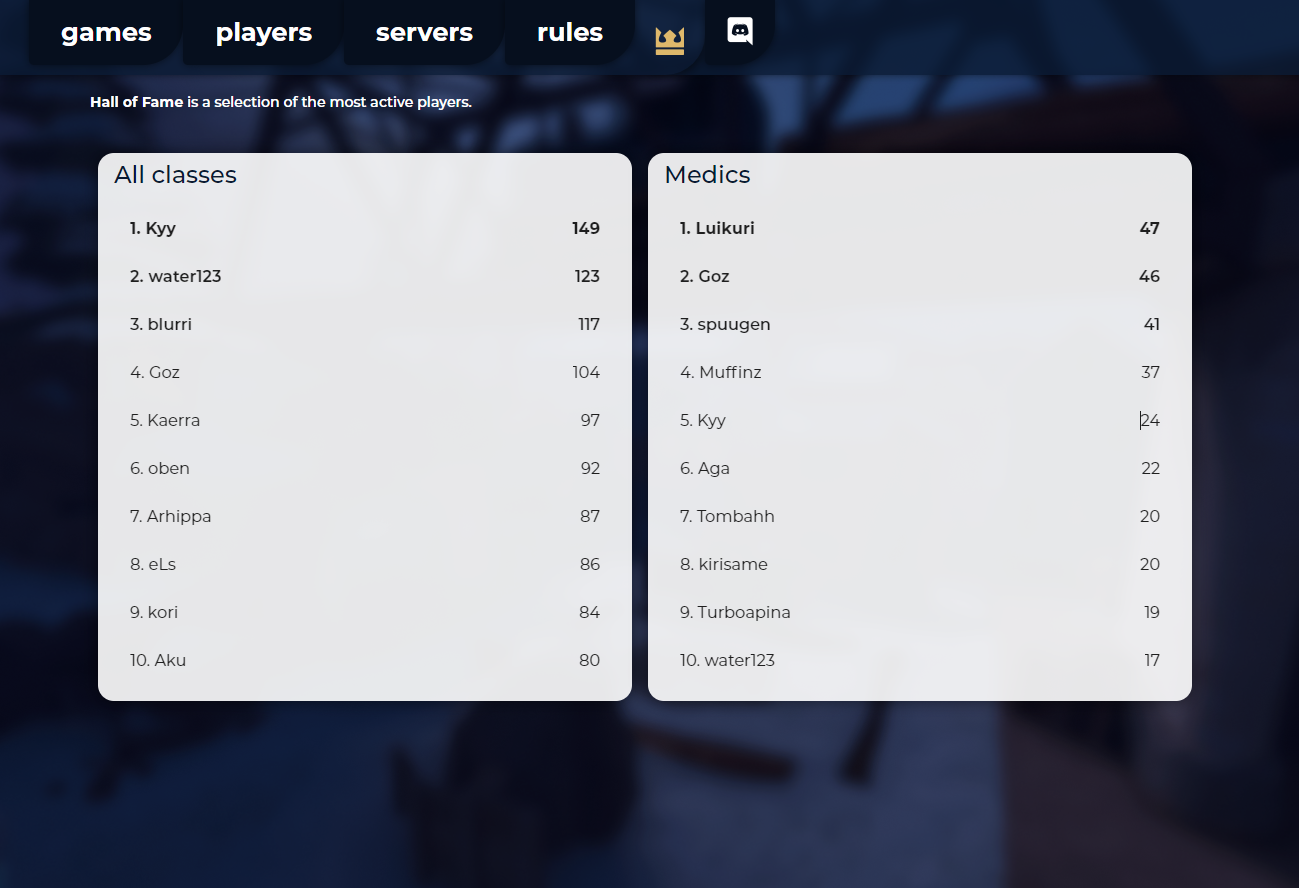 games players servers rules
Hall of Fame is a selection of the most active players.
All classes
1. Kyy 149
2. water123 123
3. blurri 117
4. Goz 104
5. Kaerra 97
6. oben 92
7. Arhippa 87
8. eLs 86
9. kori 84
10. Aku 80
Medics
1. Luikuri 47
2. Goz 46
3. spuugen 41
4. Muffinz 37
5. Kyy 24
6. Aga 22
7. Tombahh 20
8. kirisame 20
9. Turboapina 19
10. water123 17